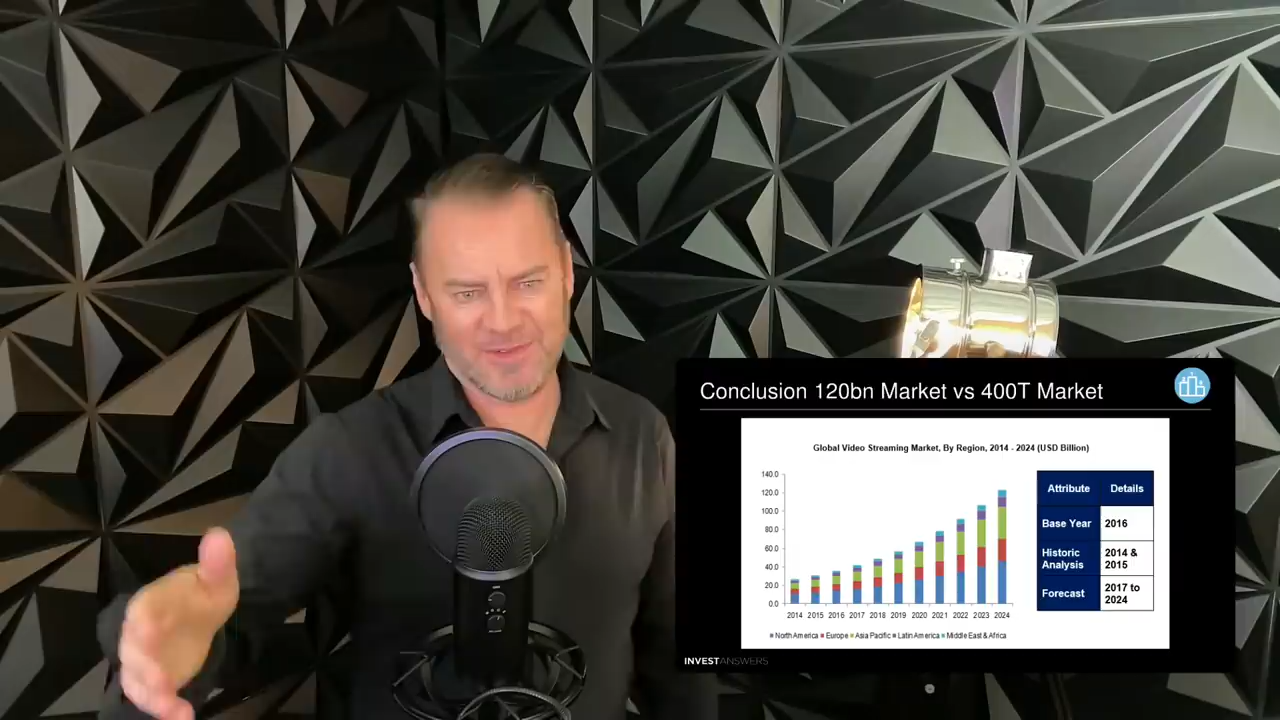 Conclusion 120bn Market vs 400T Market
Global Video Streaming Market, By Region, 2014 - 2024 (USD Billion)
140.0
120.0
100.0
80.0
60.0
40.0
20.0
0.0
2014 2015 2016 2017 2018 2019 2020 2021 2022 2023 2024
North America Europe Asia Pacific Latin America Middle East & Africa
Attribute Details
Base Year 2016
Historic Analysis 2014 & 2015
Forecast 2017 to 2024
INVESTANSWERS